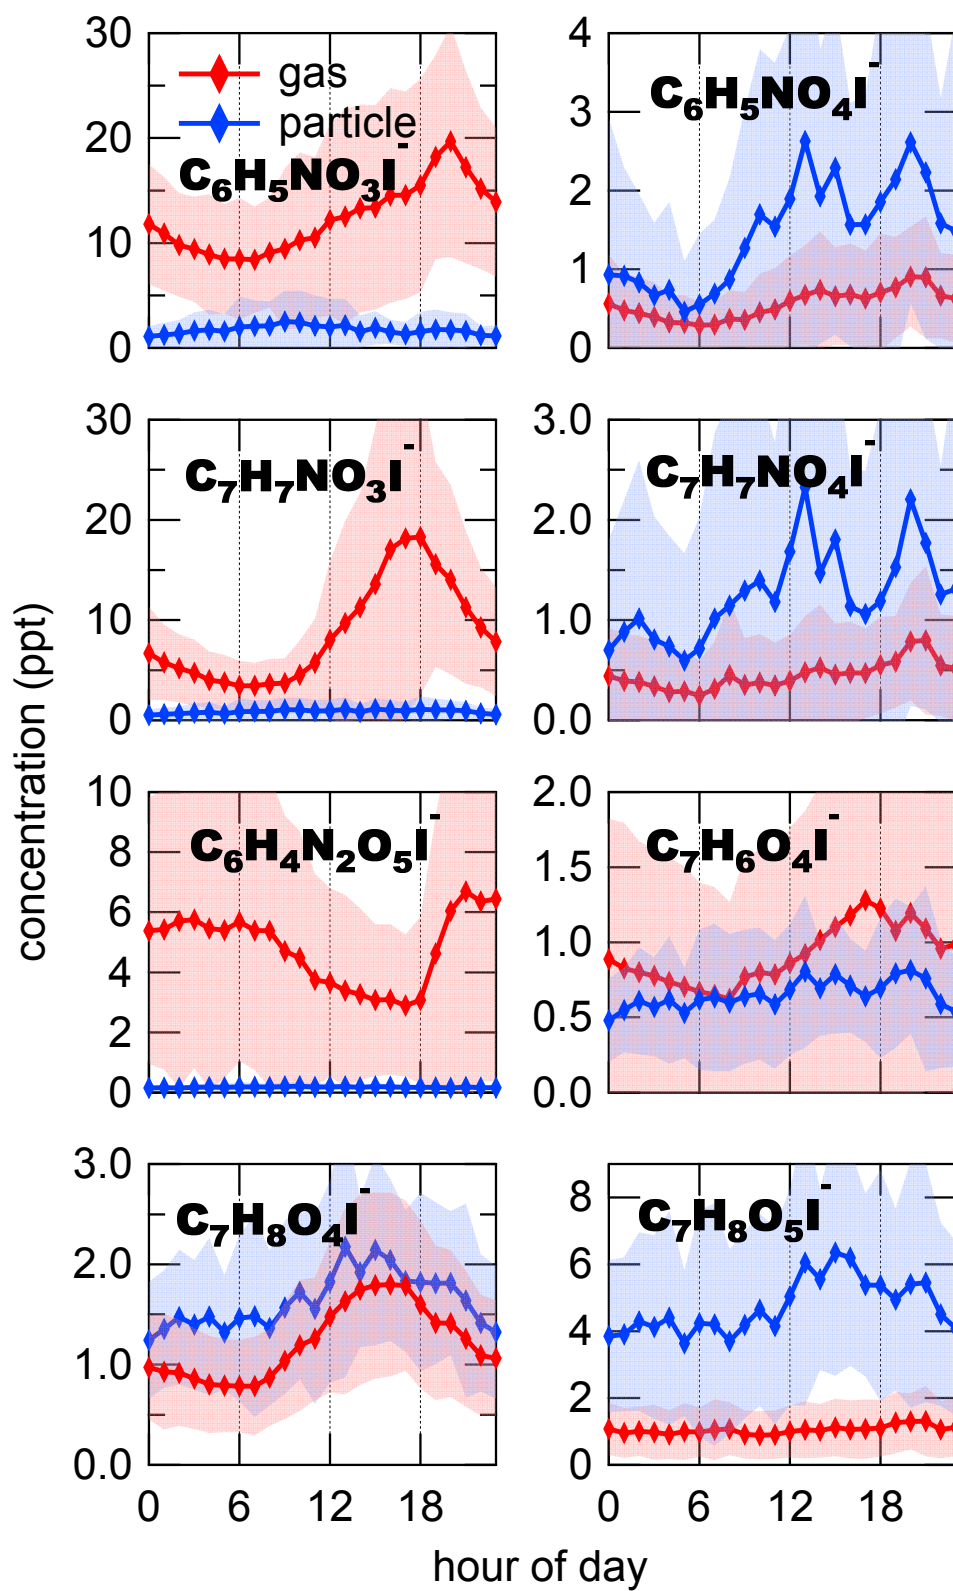 30
20
10
0
gas
particle
C₆H₅NO₃I⁻
4
3
2
1
0
C₆H₅NO₄I⁻
30
20
10
0
C₇H₇NO₃I⁻
3.0
2.0
1.0
0.0
C₇H₇NO₄I⁻
concentration (ppt)
10
8
6
4
2
0
C₆H₄N₂O₅I⁻
2.0
1.5
1.0
0.5
0.0
C₇H₆O₄I⁻
3.0
2.0
1.0
0.0
C₇H₈O₄I⁻
0 6 12 18
8
6
4
2
0
C₇H₈O₅I⁻
0 6 12 18
hour of day